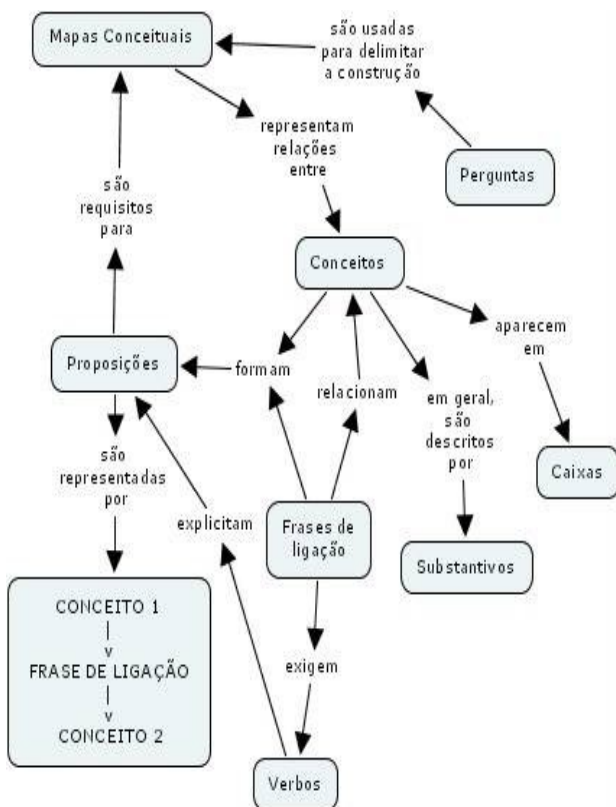 Mapas Conceituais
são usadas
para delimitar
a construção
representam
relações
entre
Perguntas
são
requisitos
para
Conceitos
aparecem
em
Proposições
formam
relacionam
em geral,
são
descritos
por
Caixas
são
representadas
por
explicitam
Frases de
ligação
Substantivos
CONCEITO 1
|
v
FRASE DE LIGAÇÃO
|
v
CONCEITO 2
exigem
Verbos